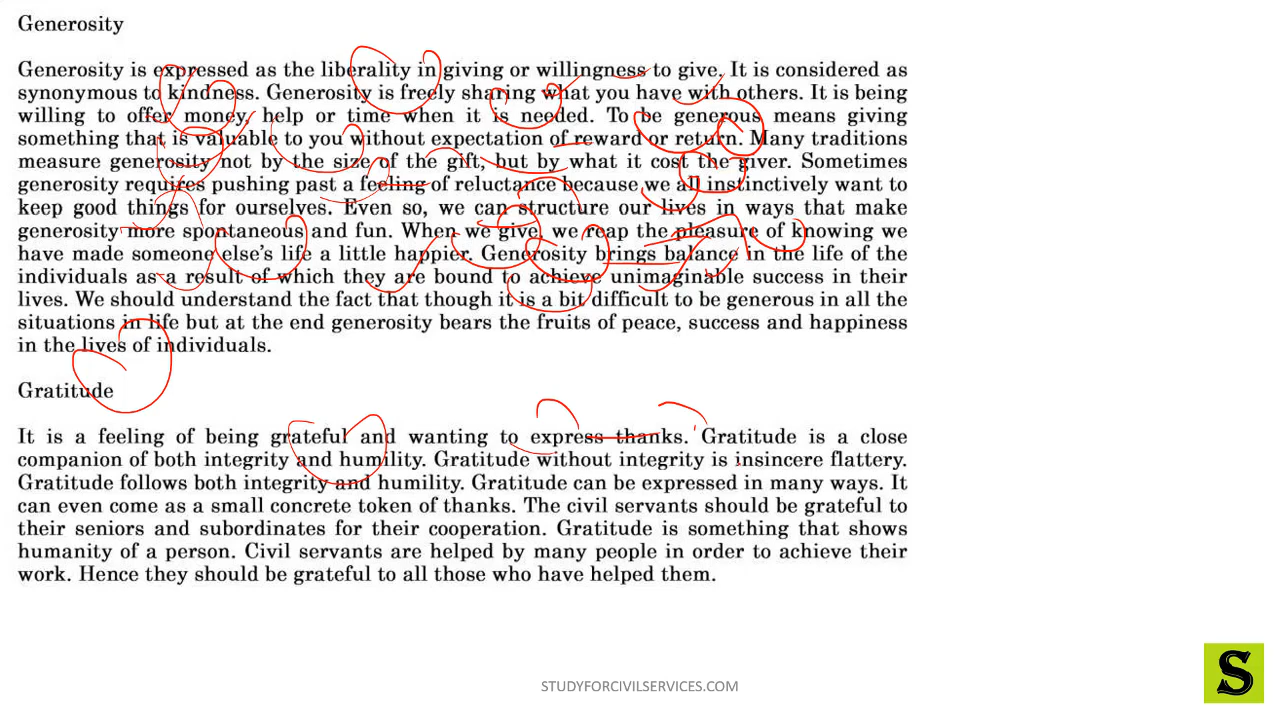 Generosity
Generosity is expressed as the liberality in giving or willingness to give. It is considered as
synonymous to kindness. Generosity is freely sharing what you have with others. It is being
willing to offer money, help or time when it is needed. To be generous means giving
something that is valuable to you without expectation of reward or return. Many traditions
measure generosity not by the size of the gift, but by what it cost the giver. Sometimes
generosity requires pushing past a feeling of reluctance because we all instinctively want to
keep good things for ourselves. Even so, we can structure our lives in ways that make
generosity more spontaneous and fun. When we give, we reap the pleasure of knowing we
have made someone else's life a little happier. Generosity brings balance in the life of the
individuals as a result of which they are bound to achieve unimaginable success in their
lives. We should understand the fact that though it is a bit difficult to be generous in all the
situations in life but at the end generosity bears the fruits of peace, success and happiness
in the lives of individuals.
Gratitude
It is a feeling of being grateful and wanting to express thanks. Gratitude is a close
companion of both integrity and humility. Gratitude without integrity is insincere flattery.
Gratitude follows both integrity and humility. Gratitude can be expressed in many ways. It
can even come as a small concrete token of thanks. The civil servants should be grateful to
their seniors and subordinates for their cooperation. Gratitude is something that shows
humanity of a person. Civil servants are helped by many people in order to achieve their
work. Hence they should be grateful to all those who have helped them.
STUDYFORCIVILSERVICES.COM
S